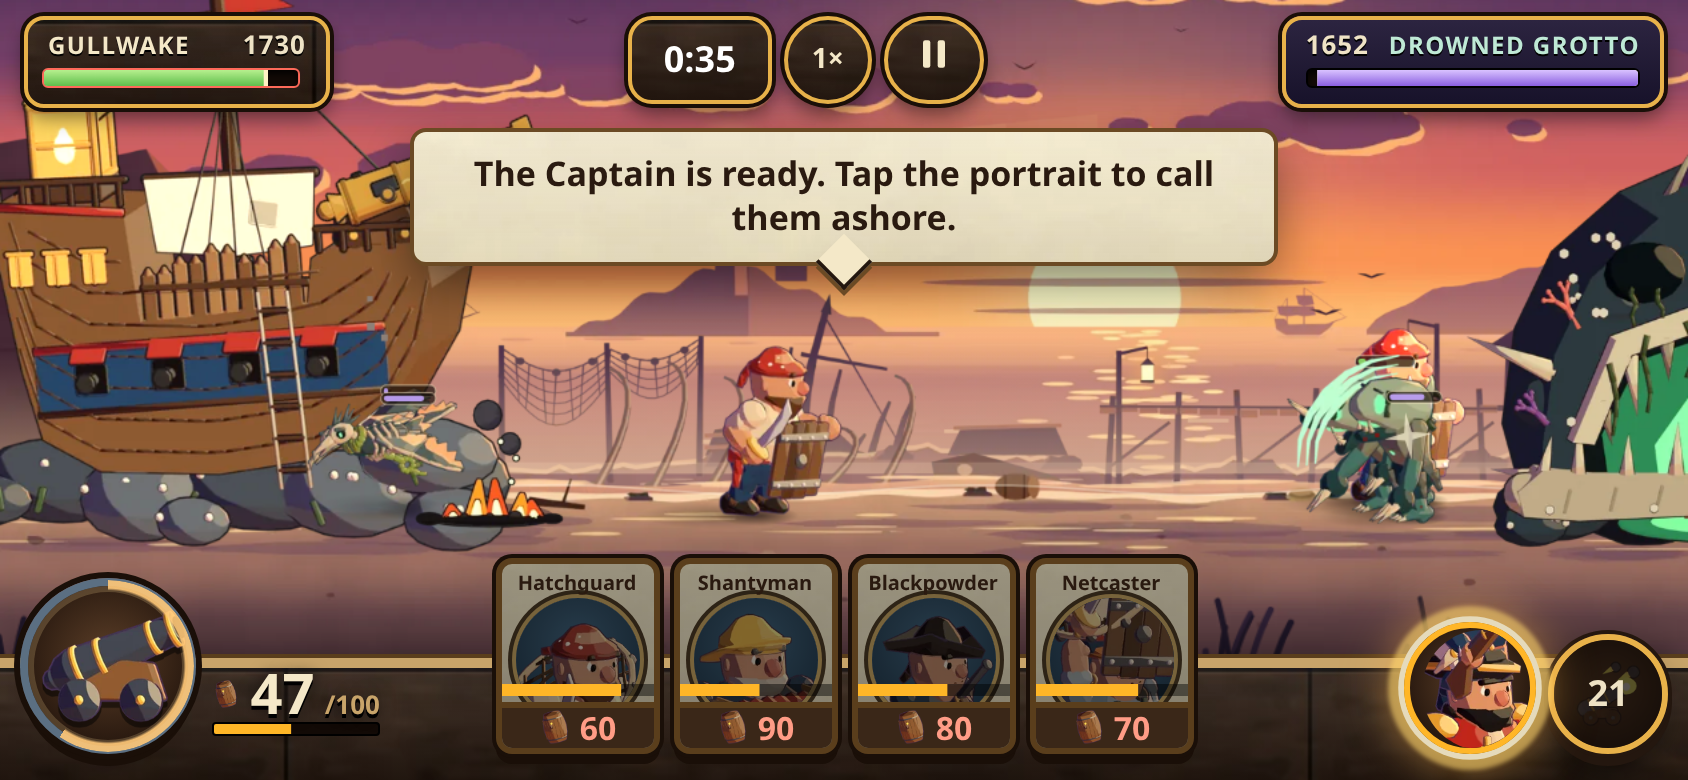 GULLWAKE 1730
0:35
1×
1652 DROWNED GROTTO
The Captain is ready. Tap the portrait to call
them ashore.
Hatchguard
Shantyman
Blackpowder
Netcaster
47 /100
60
90
80
70
21